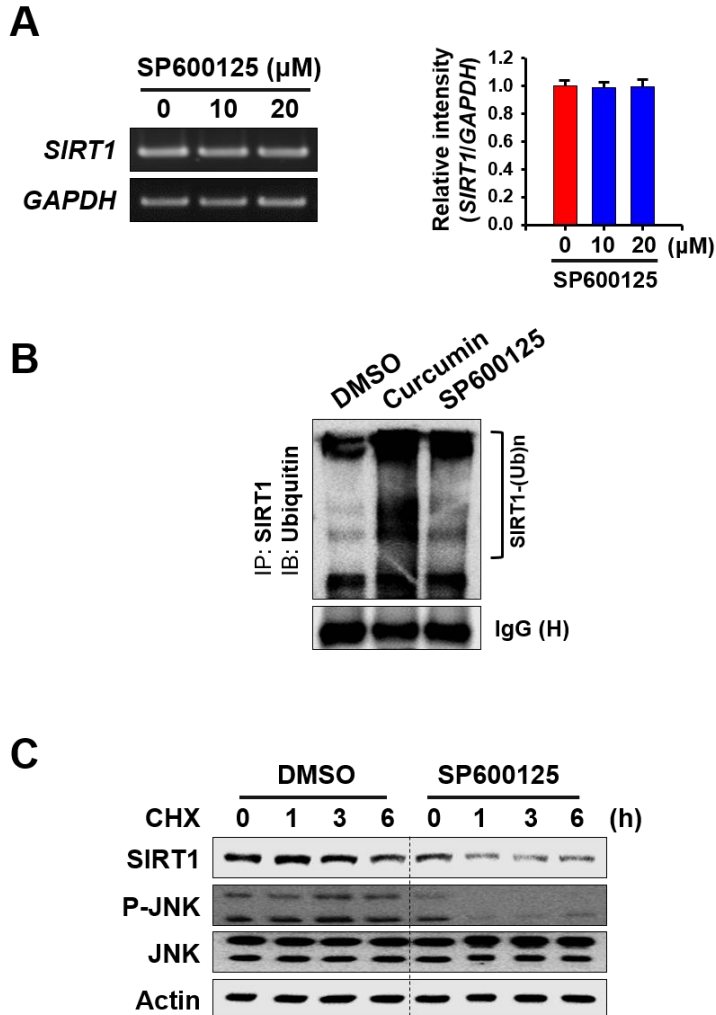 A
SP600125 (μM)
0 10 20
SIRT1
GAPDH
Relative intensity
(SIRT1/GAPDH)
1.2
1.0
0.8
0.6
0.4
0.2
0.0
0 10 20 (μM)
SP600125
B
DMSO
Curcumin
SP600125
IP: SIRT1
IB: Ubiquitin
SIRT1-(Ub)n
IgG (H)
C
DMSO SP600125
CHX 0 1 3 6 0 1 3 6 (h)
SIRT1
P-JNK
JNK
Actin